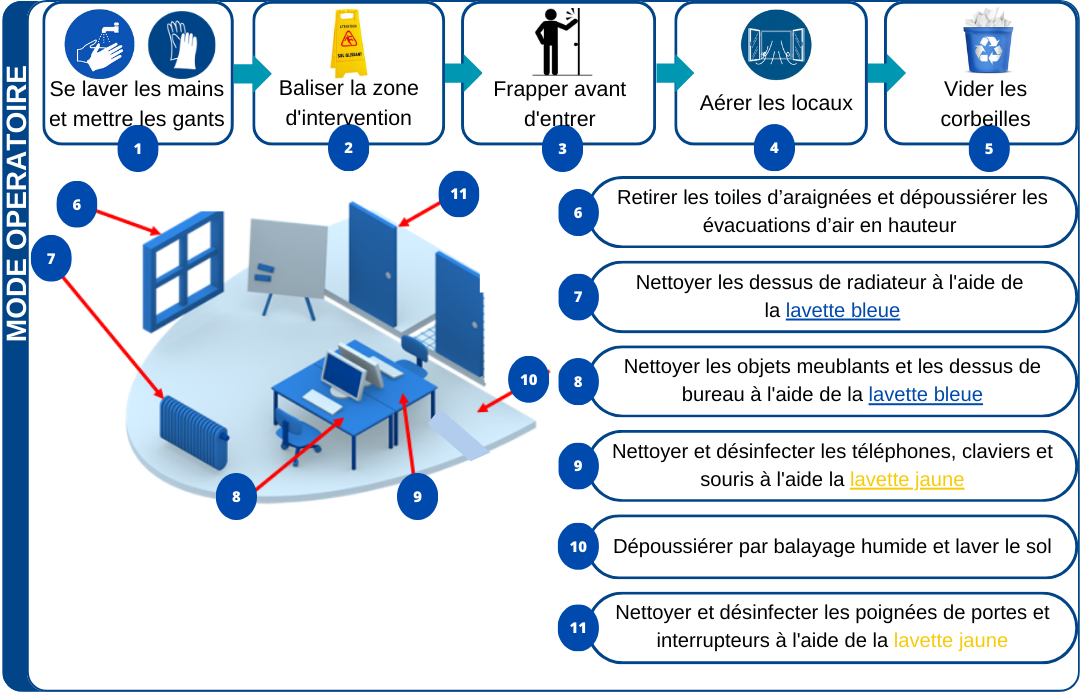 MODE OPERATOIRE
Se laver les mains
et mettre les gants
1
ATTENTION
SOL GLISSANT
Baliser la zone
d'intervention
2
Frapper avant
d'entrer
3
Aérer les locaux
4
Vider les
corbeilles
5
6
7
11
10
8
9
6
Retirer les toiles d’araignées et dépoussiérer les
évacuations d’air en hauteur
7
Nettoyer les dessus de radiateur à l'aide de
la lavette bleue
8
Nettoyer les objets meublants et les dessus de
bureau à l'aide de la lavette bleue
9
Nettoyer et désinfecter les téléphones, claviers et
souris à l'aide la lavette jaune
10
Dépoussiérer par balayage humide et laver le sol
11
Nettoyer et désinfecter les poignées de portes et
interrupteurs à l'aide de la lavette jaune